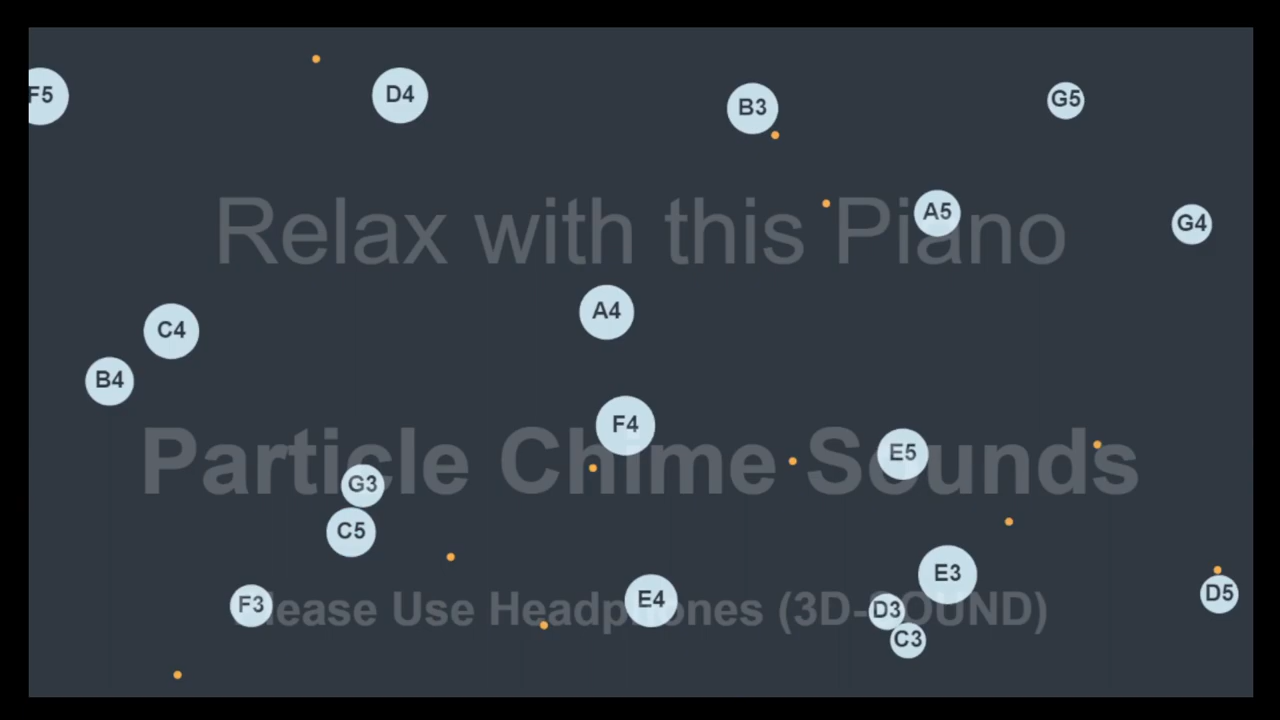 F5
D4
B3
G5
A5
G4
Relax with this Piano
A4
C4
B4
F4
E5
Particle Chime Sounds
G3
C5
E3
D5
F3
lease Use Headphones (3D-SOUND)
E4
D3
C3